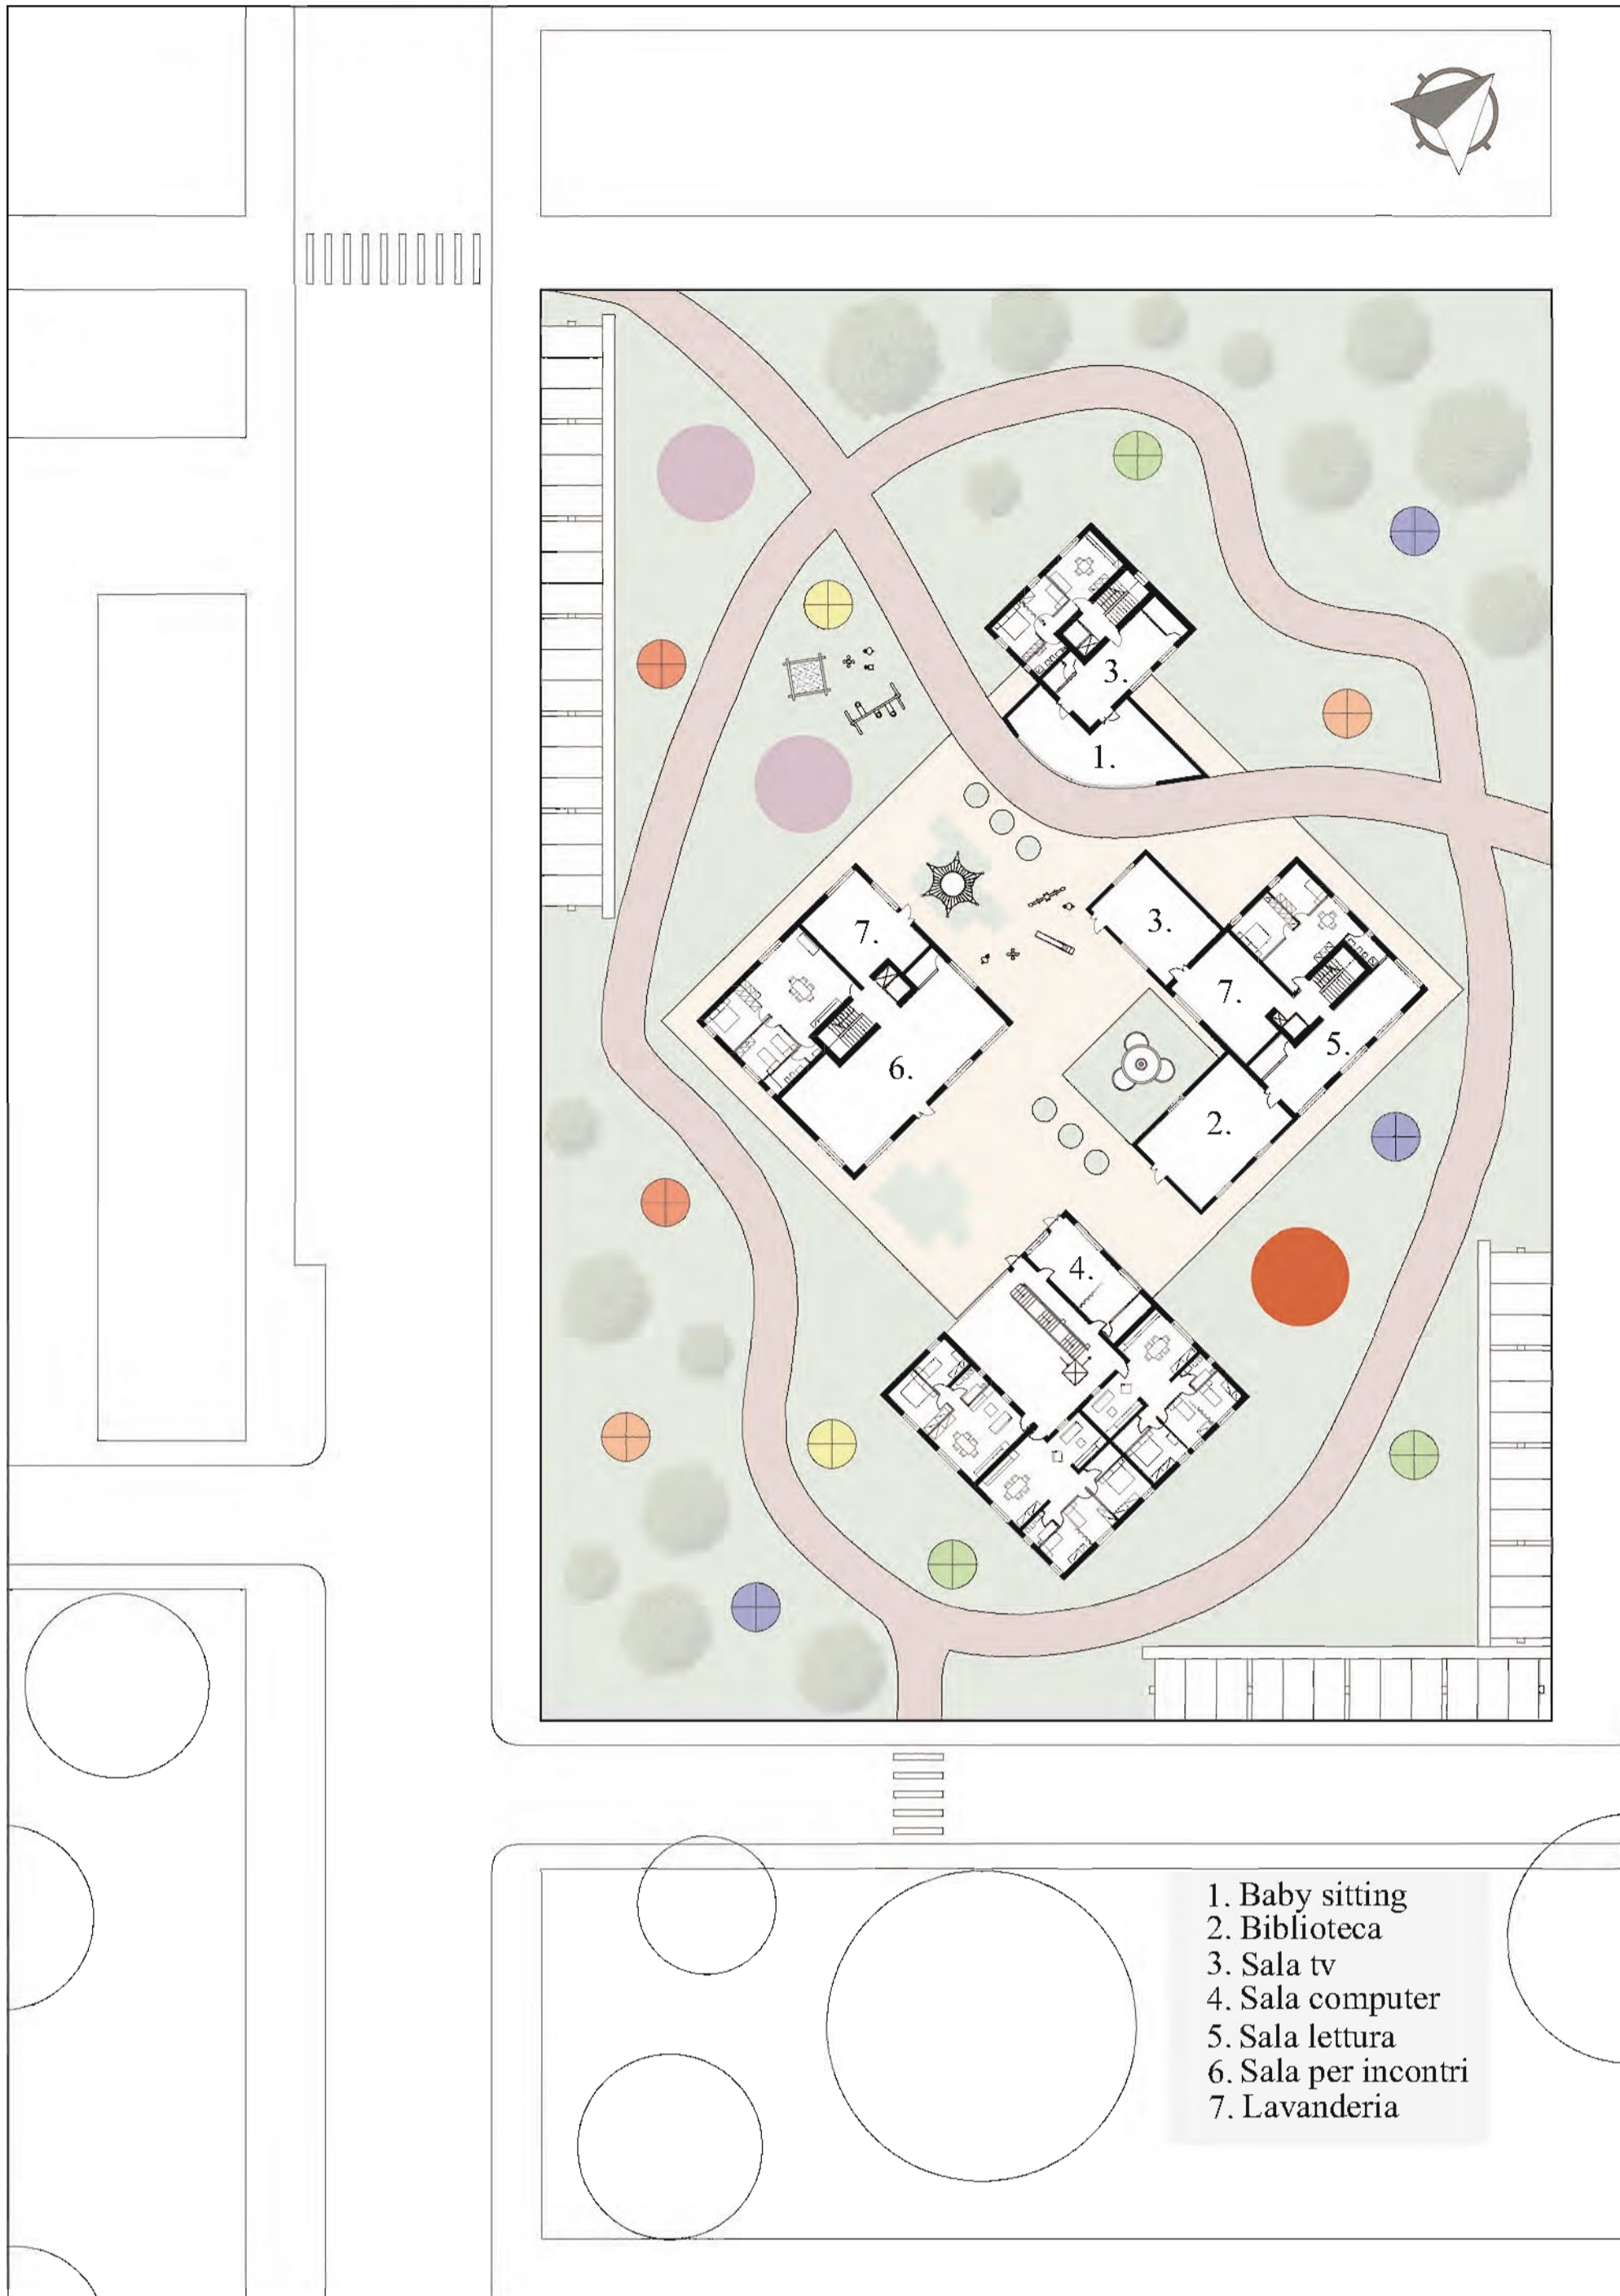 3.
1.
3.
7.
7.
5.
6.
2.
4.
1. Baby sitting
2. Biblioteca
3. Sala tv
4. Sala computer
5. Sala lettura
6. Sala per incontri
7. Lavanderia